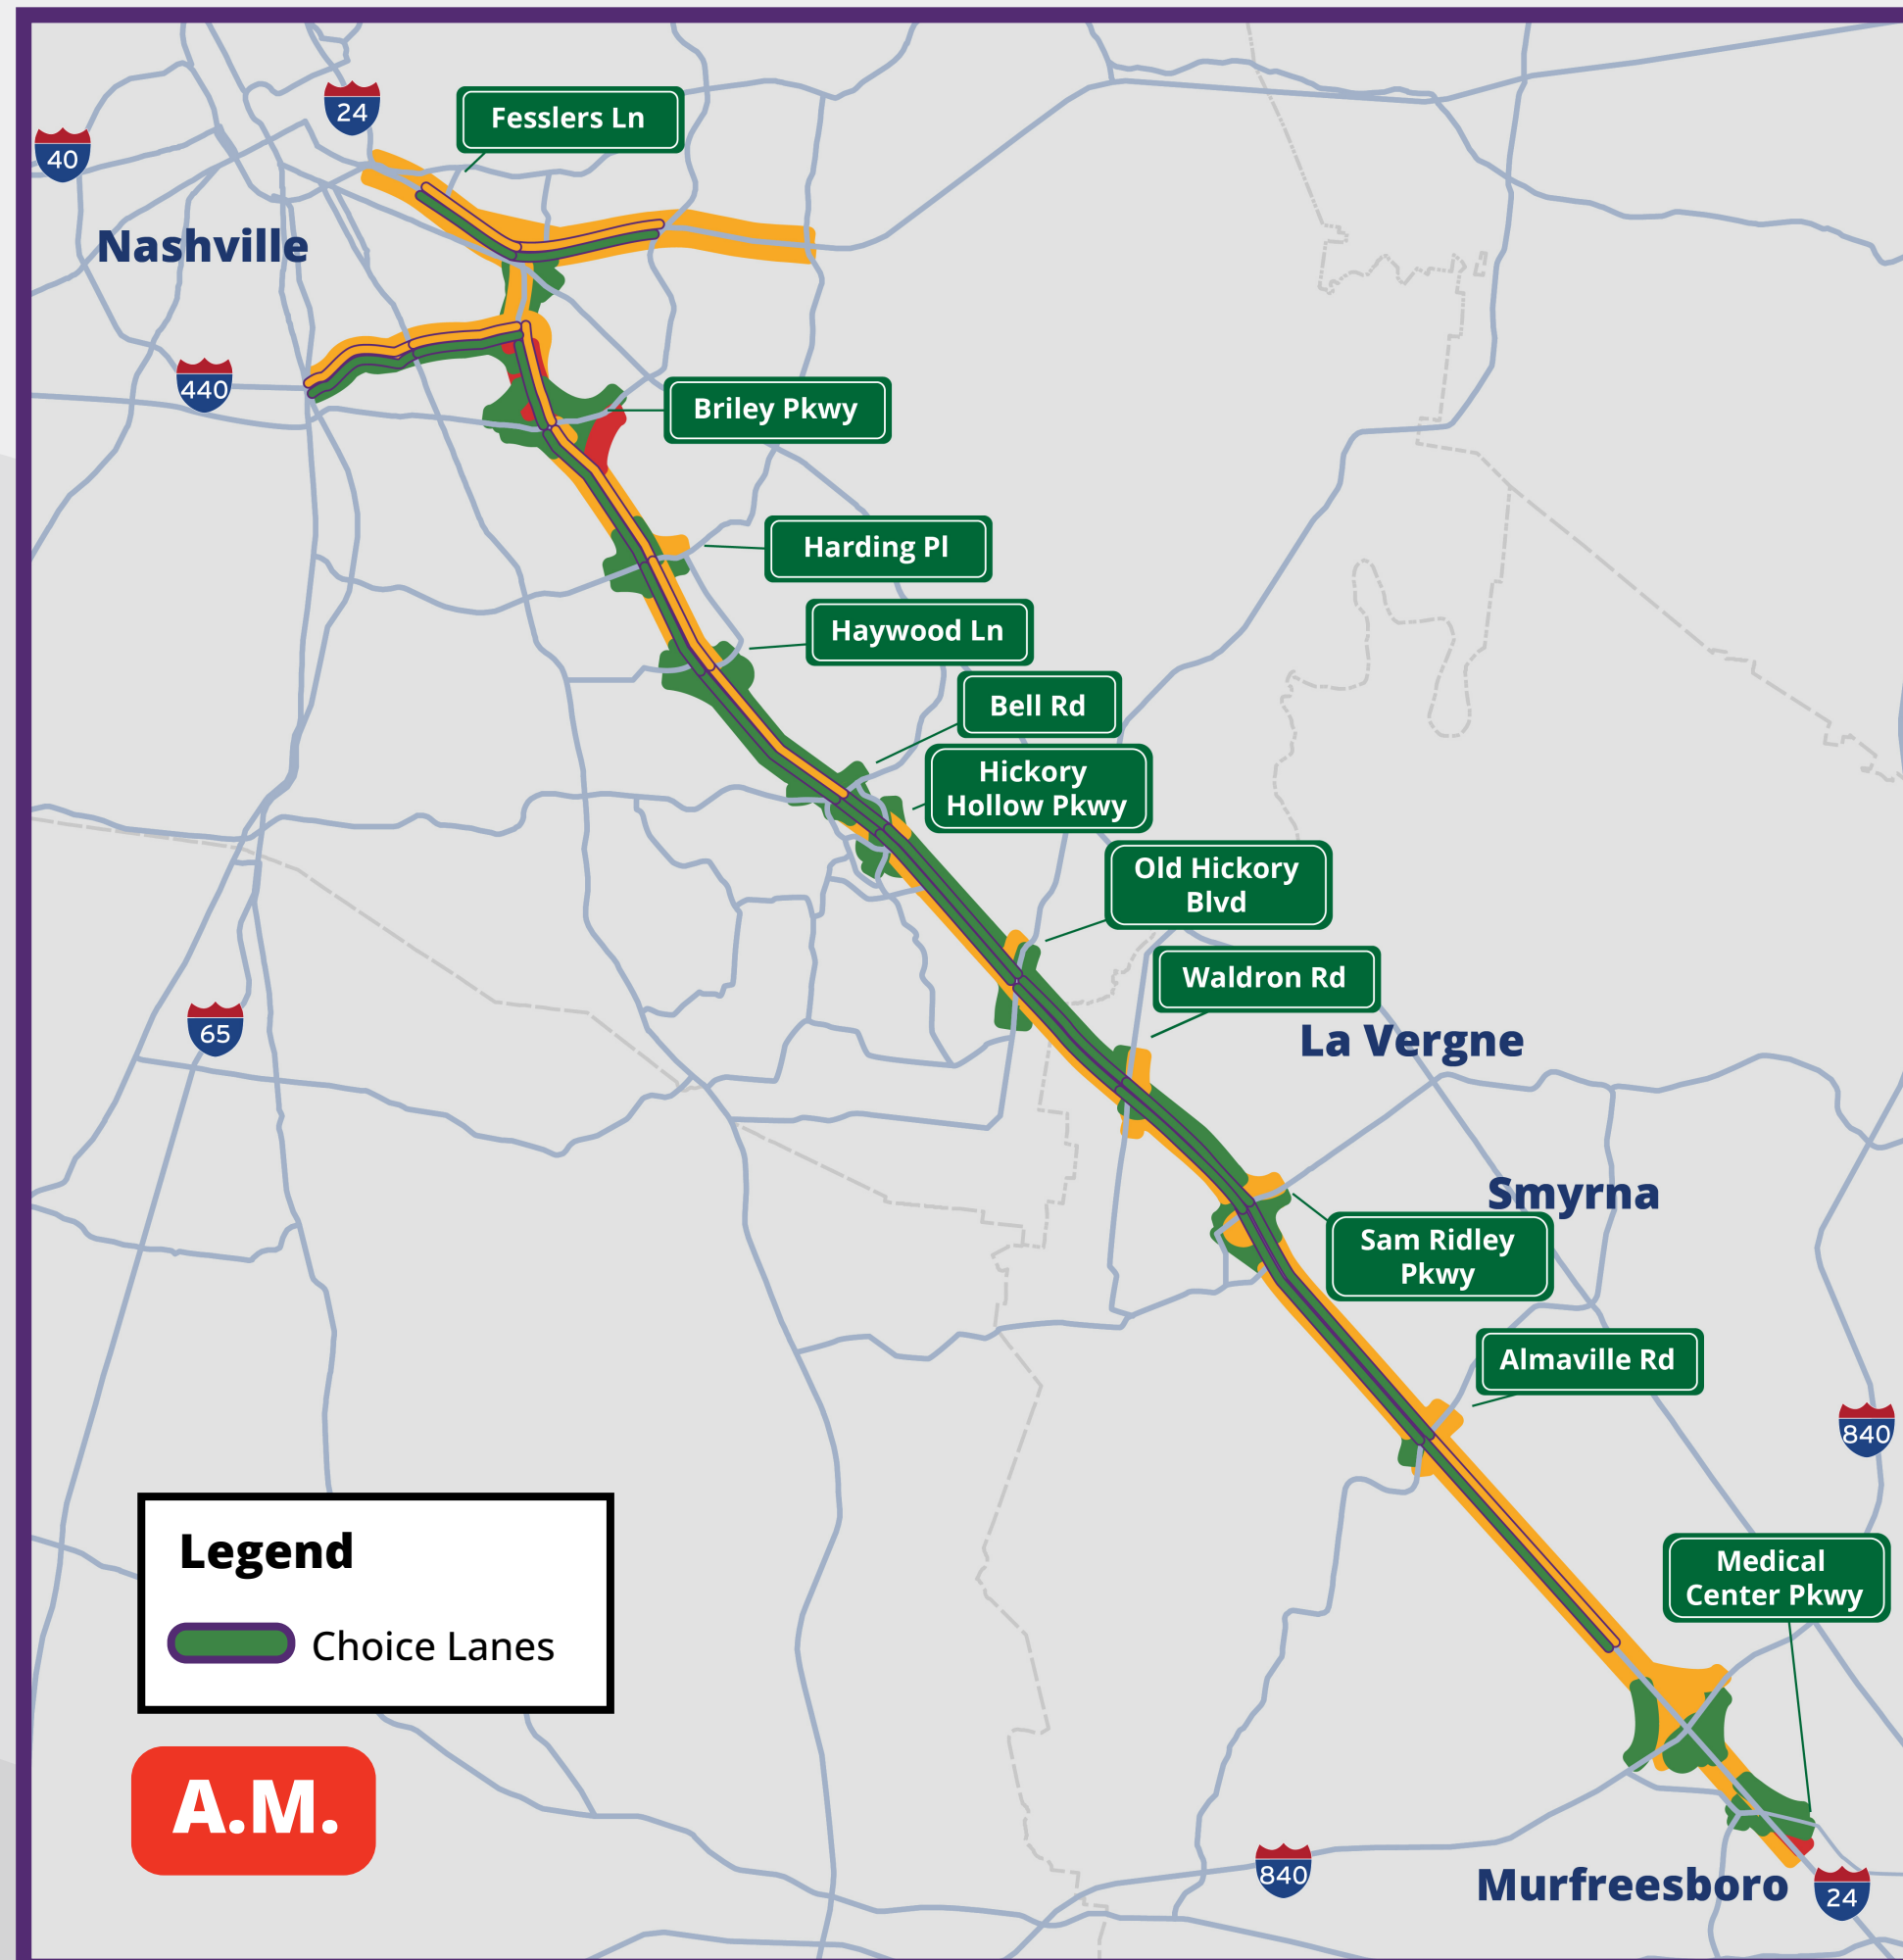 24
Fesslers Ln
40
Nashville
440
Briley Pkwy
Harding Pl
Haywood Ln
Bell Rd
Hickory
Hollow Pkwy
Old Hickory
Blvd
Waldron Rd
65
La Vergne
Smyrna
Sam Ridley
Pkwy
Almaville Rd
840
Legend
Choice Lanes
Medical
Center Pkwy
A.M.
840
Murfreesboro
24